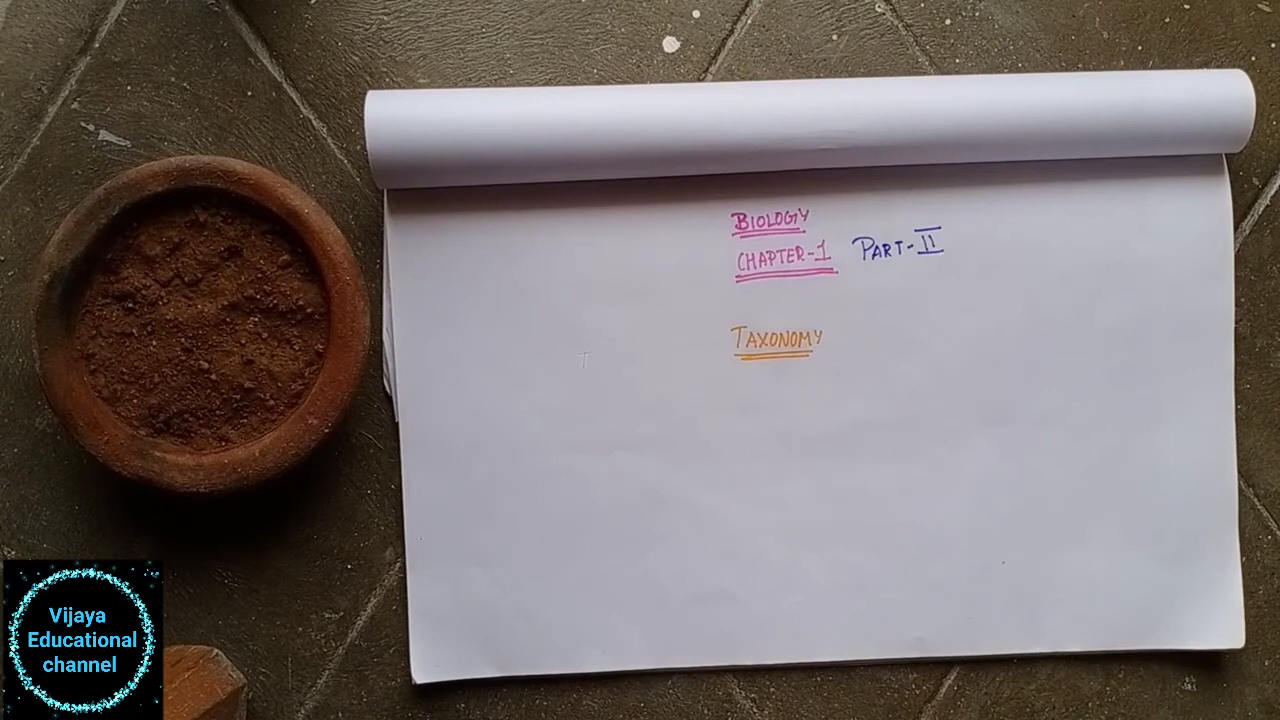 BIOLOGY
CHAPTER-1 PART-II
TAXONOMY
T
Vijaya
Educational
channel